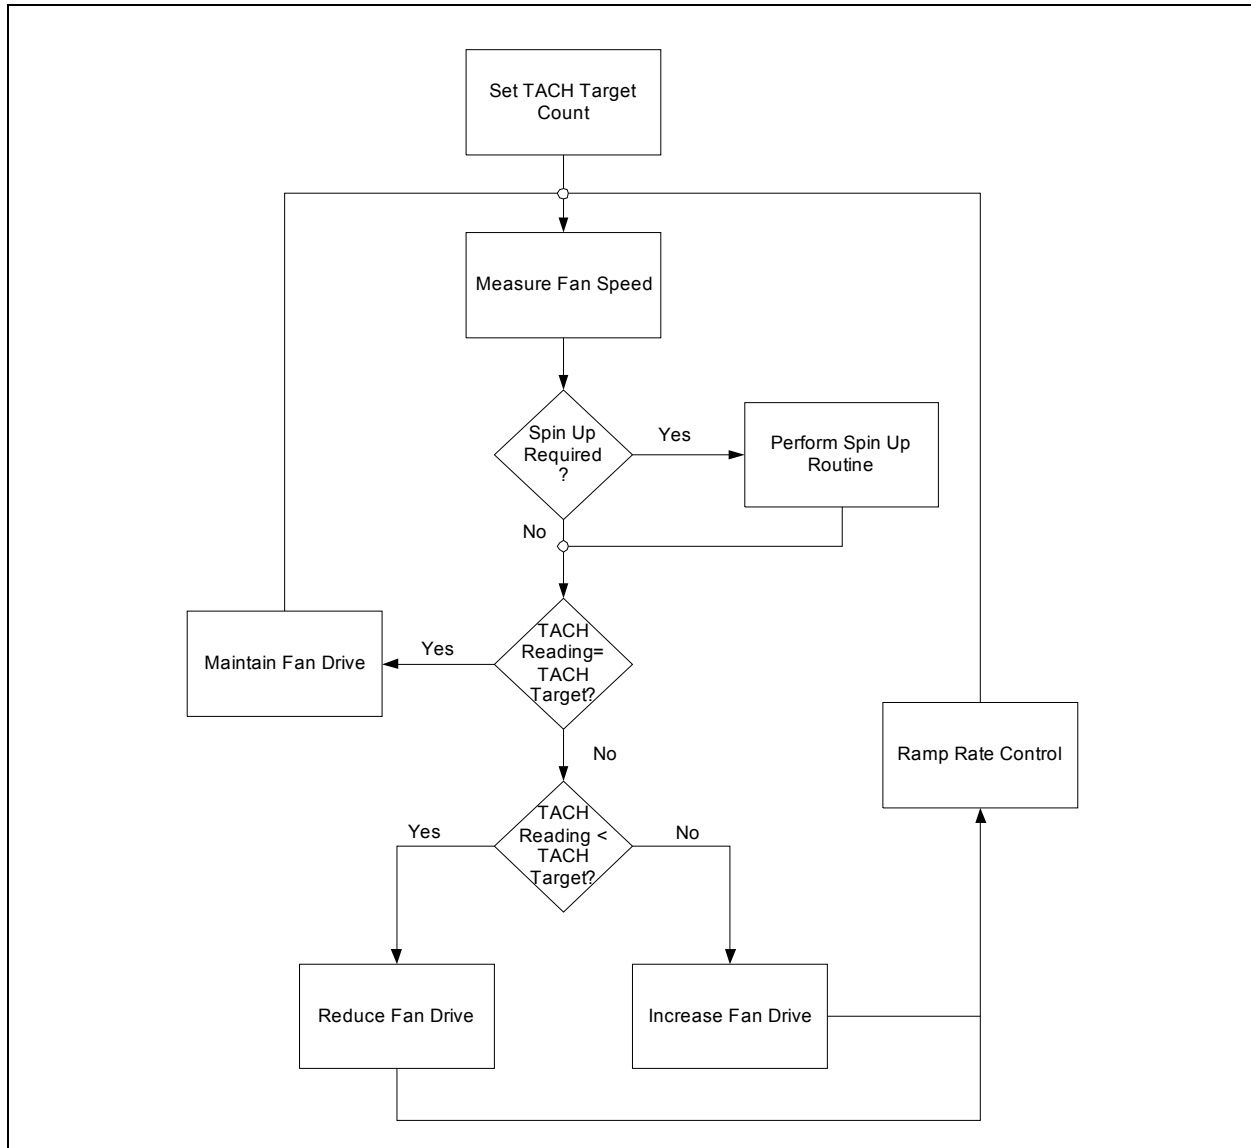 Set TACH Target
Count
Measure Fan Speed
Spin Up
Required
?
Yes
Perform Spin Up
Routine
No
TACH
Reading=
TACH
Target?
Yes
Maintain Fan Drive
No
Ramp Rate Control
TACH
Reading <
TACH
Target?
Yes
No
Reduce Fan Drive
Increase Fan Drive